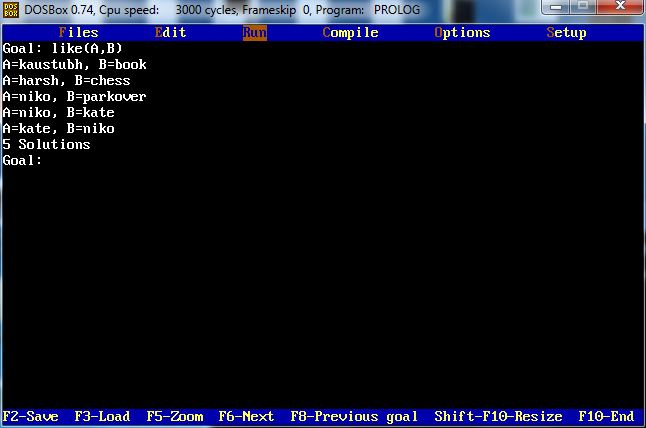 DOS BOX DOSBox 0.74, Cpu speed: 3000 cycles, Frameskip 0, Program: PROLOG
Files Edit Run Compile Options Setup
Goal: like(A,B)
A=kaustubh, B=book
A=harsh, B=chess
A=niko, B=parkover
A=niko, B=kate
A=kate, B=niko
5 Solutions
Goal:
F2-Save F3-Load F5-Zoom F6-Next F8-Previous goal Shift-F10-Resize F10-End